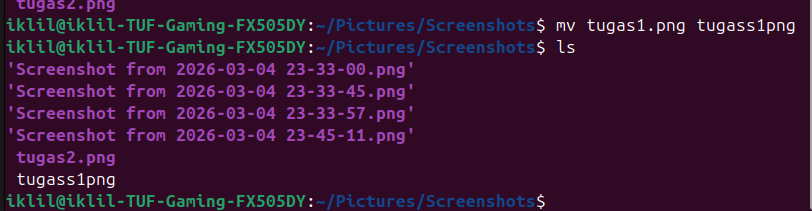 tugas2.png
iklil@iklil-TUF-Gaming-FX505DY:~/Pictures/Screenshots$ mv tugas1.png tugass1png
iklil@iklil-TUF-Gaming-FX505DY:~/Pictures/Screenshots$ ls
'Screenshot from 2026-03-04 23-33-00.png'
'Screenshot from 2026-03-04 23-33-45.png'
'Screenshot from 2026-03-04 23-33-57.png'
'Screenshot from 2026-03-04 23-45-11.png'
tugas2.png
tugass1png
iklil@iklil-TUF-Gaming-FX505DY:~/Pictures/Screenshots$